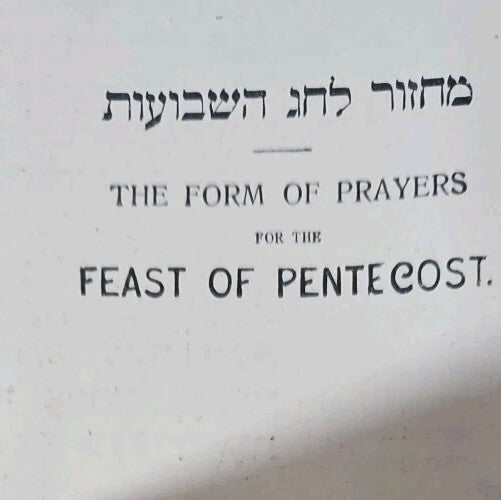 מחזור לחג השבועות
THE FORM OF PRAYERS
FOR THE
FEAST OF PENTECOST.